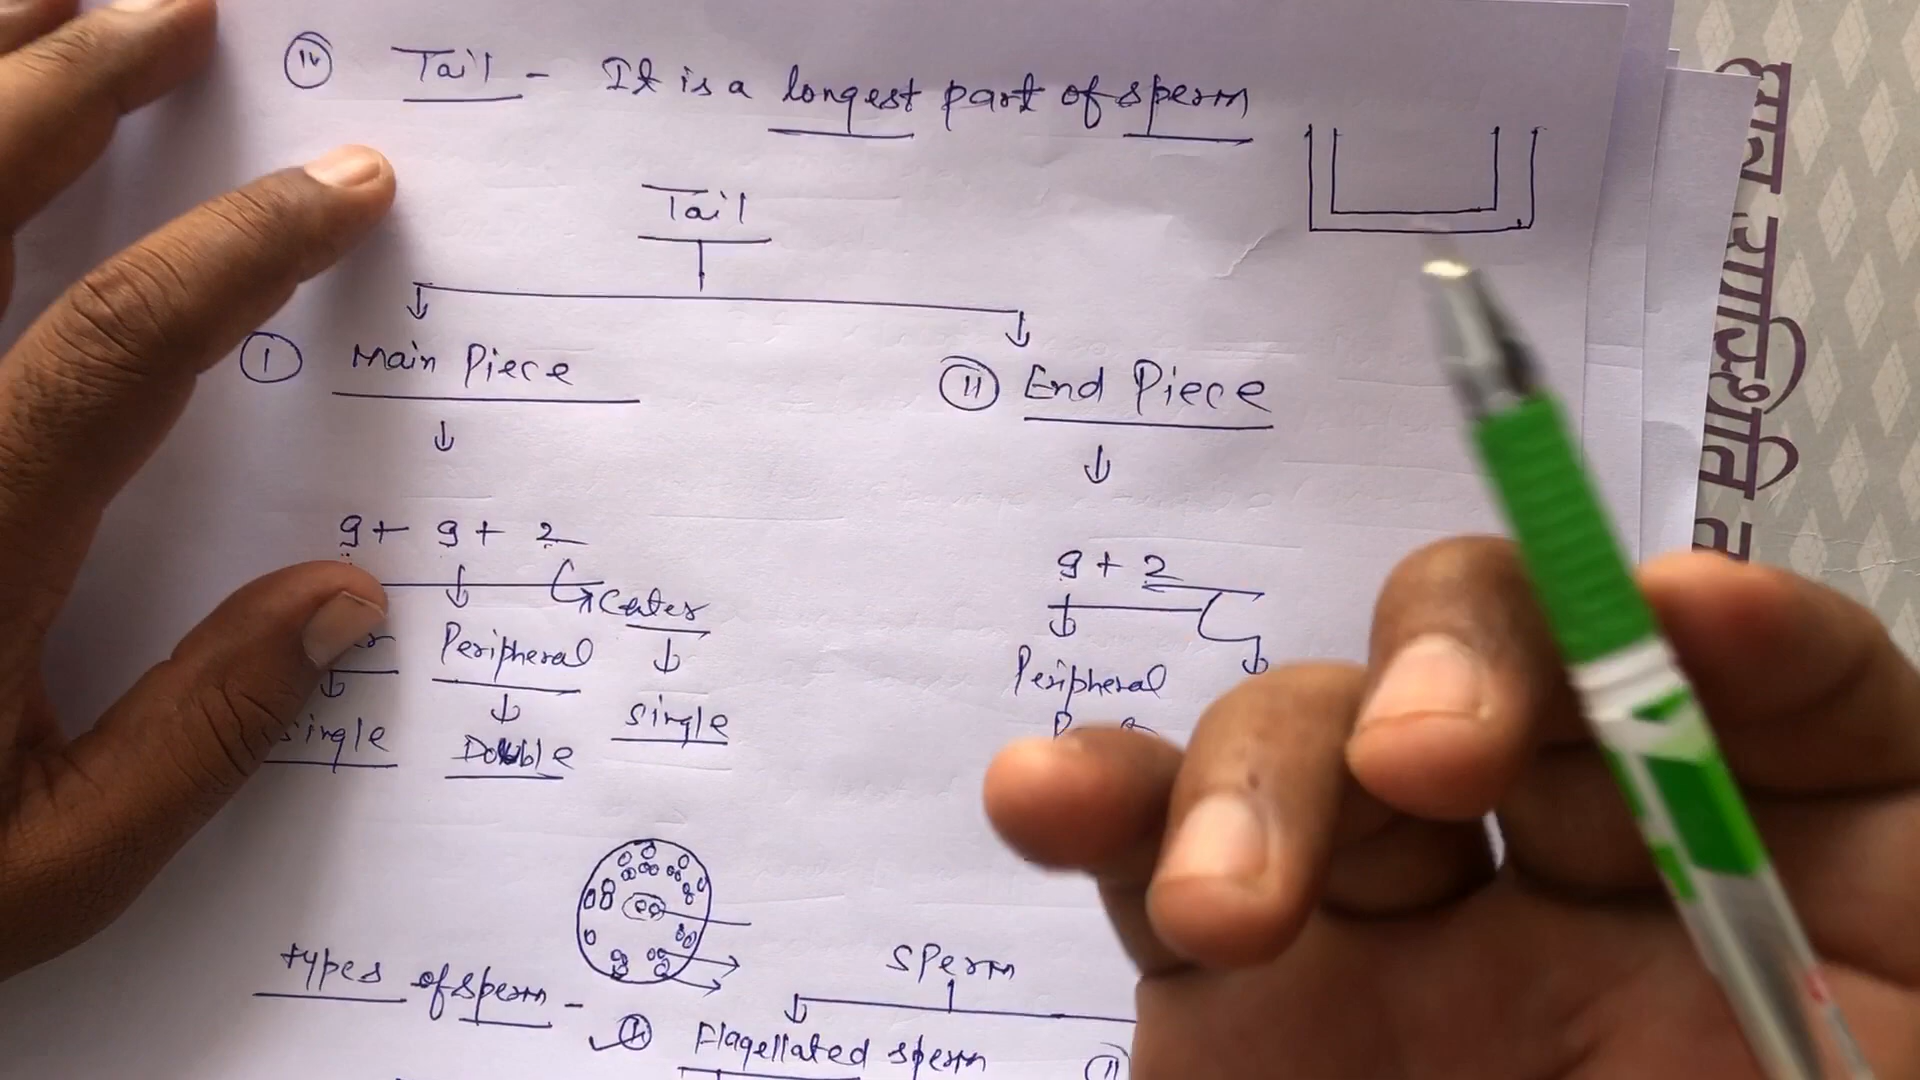 IV Tail - It is a longest part of sperm
Tail
I Main Piece
II End Piece
9 + 9 + 2
9 + 2
Center
Peripheral
Single
Peripheral
Single
Double
types of sperm -
Sperm
I Flagellated sperm
II